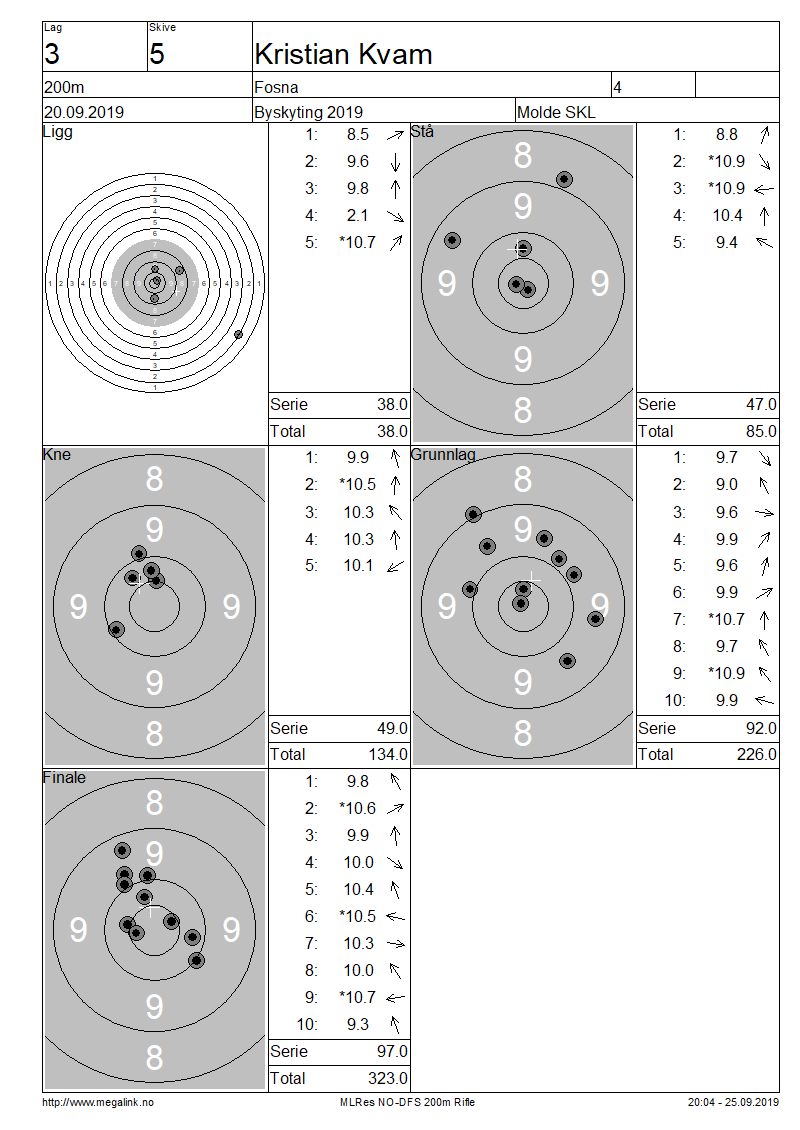 Lag Skive
3 5 Kristian Kvam
200m Fosna 4
20.09.2019 Byskyting 2019 Molde SKL
Ligg
1: 8.5
2: 9.6
3: 9.8
4: 2.1
5: *10.7
Serie 38.0
Total 38.0
Stå
1: 8.8
2: *10.9
3: *10.9
4: 10.4
5: 9.4
8
9
9 9
9
8
Serie 47.0
Total 85.0
Kne
1: 9.9
2: *10.5
3: 10.3
4: 10.3
5: 10.1
8
9
9 9
9
8
Serie 49.0
Total 134.0
Grunnlag
1: 9.7
2: 9.0
3: 9.6
4: 9.9
5: 9.6
6: 9.9
7: *10.7
8: 9.7
9: *10.9
10: 9.9
8
9
9 9
9
8
Serie 92.0
Total 226.0
Finale
1: 9.8
2: *10.6
3: 9.9
4: 10.0
5: 10.4
6: *10.5
7: 10.3
8: 10.0
9: *10.7
10: 9.3
8
9
9 9
9
8
Serie 97.0
Total 323.0
http://www.megalink.no MLRes NO-DFS 200m Rifle 20:04 - 25.09.2019